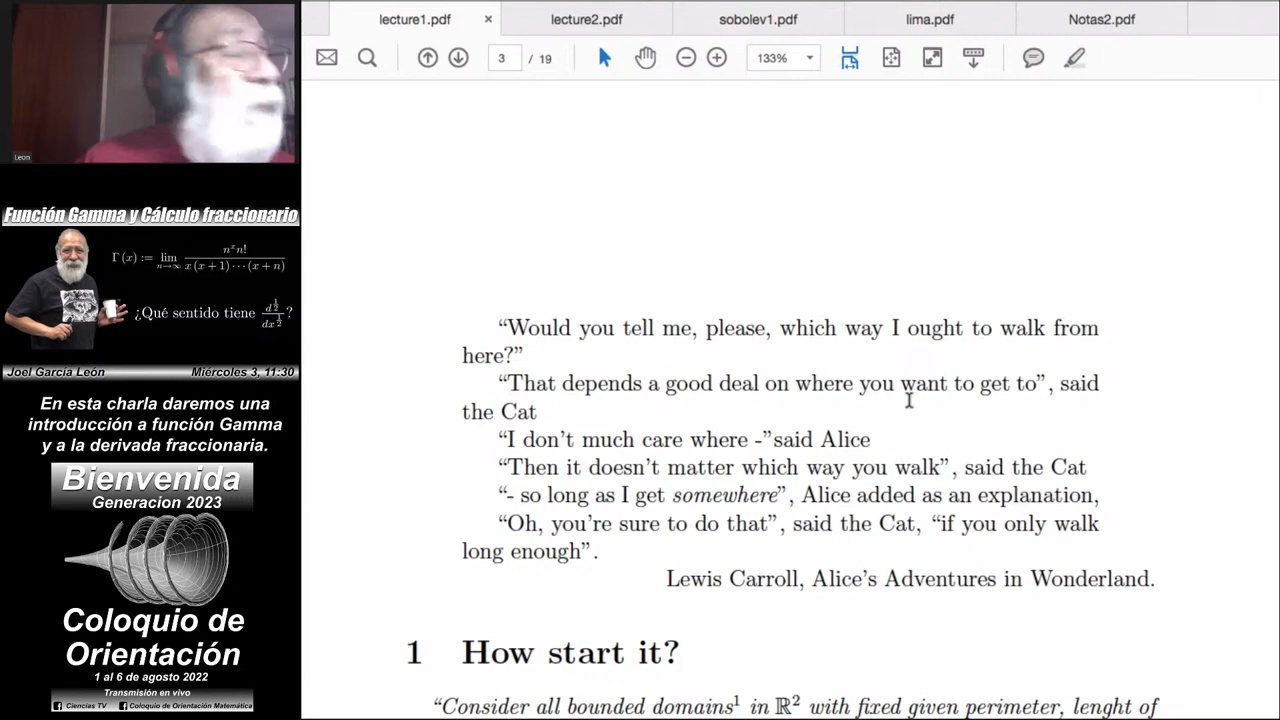 lecture1.pdf × lecture2.pdf sobolev1.pdf lima.pdf Notas2.pdf
3 / 19 133%
Leon
Función Gamma y Cálculo fraccionario
Γ (x) := lim n→∞ n^x n! / x (x + 1) ··· (x + n)
¿Qué sentido tiene d^{1/2}/dx^{1/2}?
Joel García León Miércoles 3, 11:30
En esta charla daremos una
introducción a función Gamma
y a la derivada fraccionaria.
Bienvenida
Generacion 2023
Coloquio de
Orientación
1 al 6 de agosto 2022
Transmisión en vivo
Ciencias TV Coloquio de Orientación Matemática
“Would you tell me, please, which way I ought to walk from
here?”
“That depends a good deal on where you want to get to”, said
the Cat
“I don’t much care where -”said Alice
“Then it doesn’t matter which way you walk”, said the Cat
“- so long as I get somewhere”, Alice added as an explanation,
“Oh, you’re sure to do that”, said the Cat, “if you only walk
long enough”.
Lewis Carroll, Alice’s Adventures in Wonderland.
1 How start it?
“Consider all bounded domains¹ in ℝ² with fixed given perimeter, lenght of